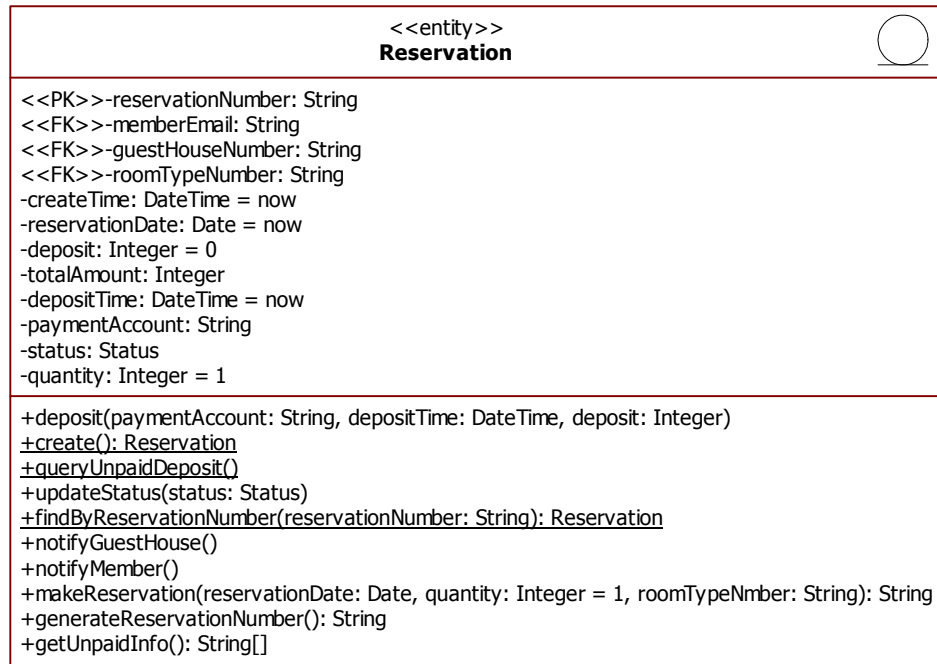 <<entity>>
Reservation
<<PK>>-reservationNumber: String
<<FK>>-memberEmail: String
<<FK>>-guestHouseNumber: String
<<FK>>-roomTypeNumber: String
-createTime: DateTime = now
-reservationDate: Date = now
-deposit: Integer = 0
-totalAmount: Integer
-depositTime: DateTime = now
-paymentAccount: String
-status: Status
-quantity: Integer = 1
+deposit(paymentAccount: String, depositTime: DateTime, deposit: Integer)
+create(): Reservation
+queryUnpaidDeposit()
+updateStatus(status: Status)
+findByReservationNumber(reservationNumber: String): Reservation
+notifyGuestHouse()
+notifyMember()
+makeReservation(reservationDate: Date, quantity: Integer = 1, roomTypeNmber: String): String
+generateReservationNumber(): String
+getUnpaidInfo(): String[]